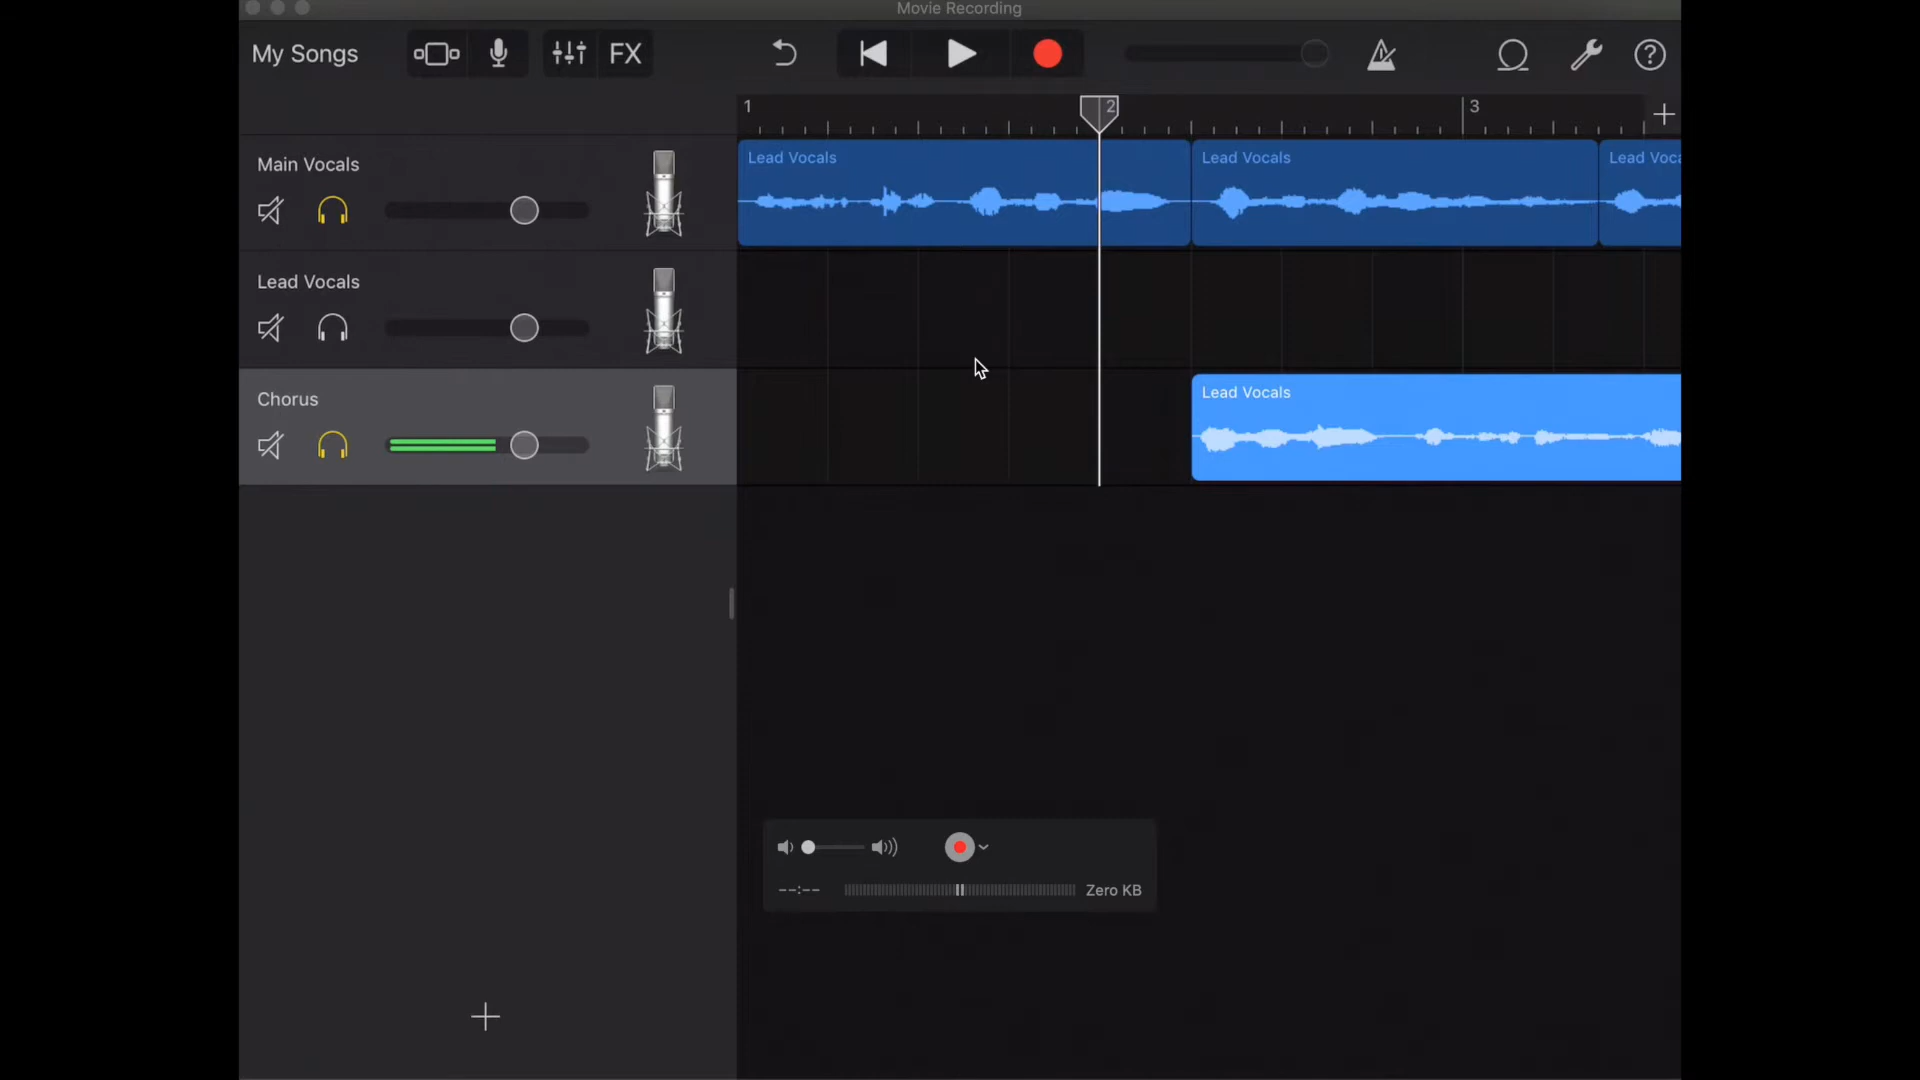 Movie Recording
My Songs
FX
1
2
3
Main Vocals
Lead Vocals
Lead Vocals
Lead Voca
Lead Vocals
Chorus
Lead Vocals
--:--
Zero KB